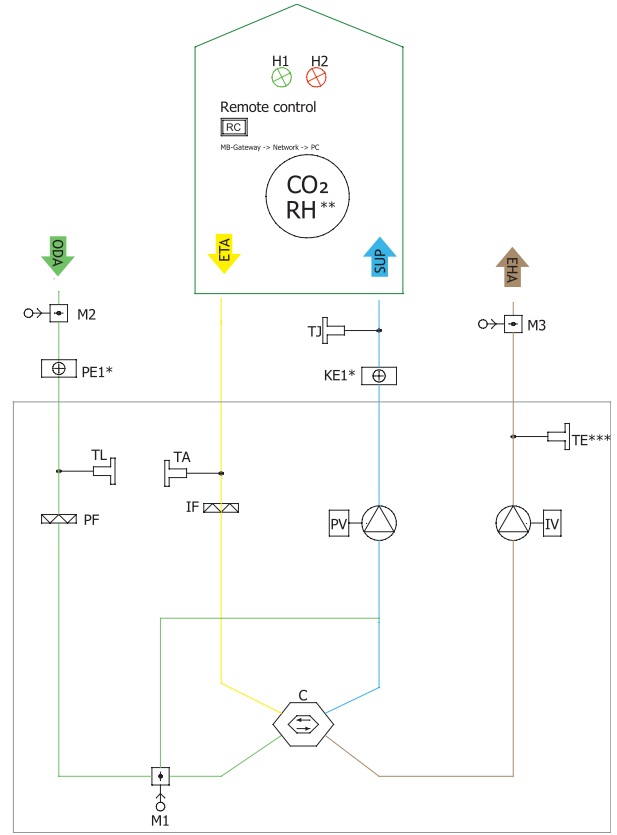 H1 H2
Remote control
RC
MB-Gateway -> Network -> PC
CO₂
RH**
ODA
ETA
SUP
EHA
M2
TJ
M3
PE1*
KE1*
TL
TA
TE***
IF
PF
PV
IV
C
M1